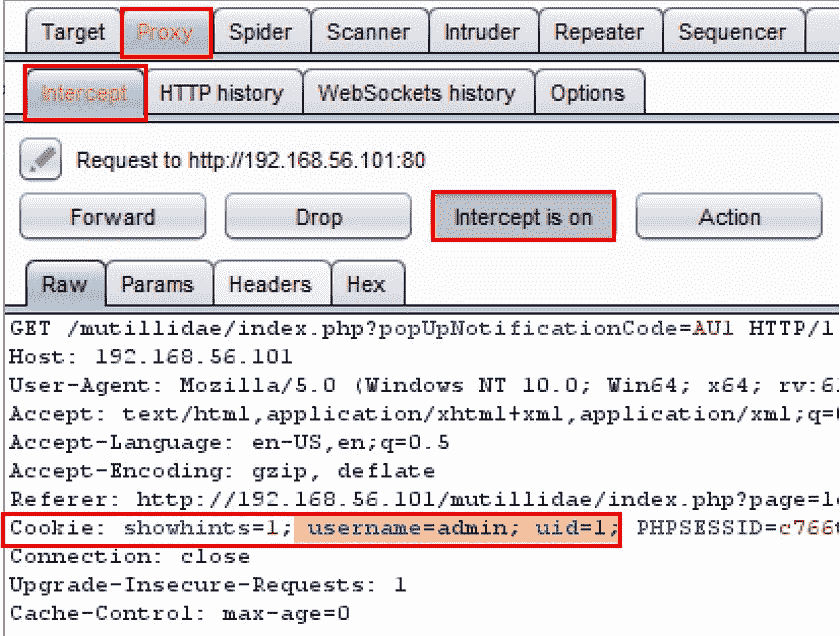 Target Proxy Spider Scanner Intruder Repeater Sequencer
Intercept HTTP history WebSockets history Options
Request to http://192.168.56.101:80
Forward Drop Intercept is on Action
Raw Params Headers Hex
GET /mutillidae/index.php?popUpNotificationCode=AU1 HTTP/1
Host: 192.168.56.101
User-Agent: Mozilla/5.0 (Windows NT 10.0; Win64; x64; rv:6
Accept: text/html,application/xhtml+xml,application/xml;q=
Accept-Language: en-US,en;q=0.5
Accept-Encoding: gzip, deflate
Referer: http://192.168.56.101/mutillidae/index.php?page=l
Cookie: showhints=1; username=admin; uid=1; PHPSESSID=c766
Connection: close
Upgrade-Insecure-Requests: 1
Cache-Control: max-age=0